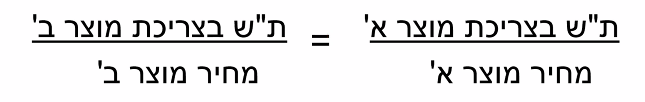 ת"ש בצריכת מוצר א' = ת"ש בצריכת מוצר ב'
מחיר מוצר א' מחיר מוצר ב'